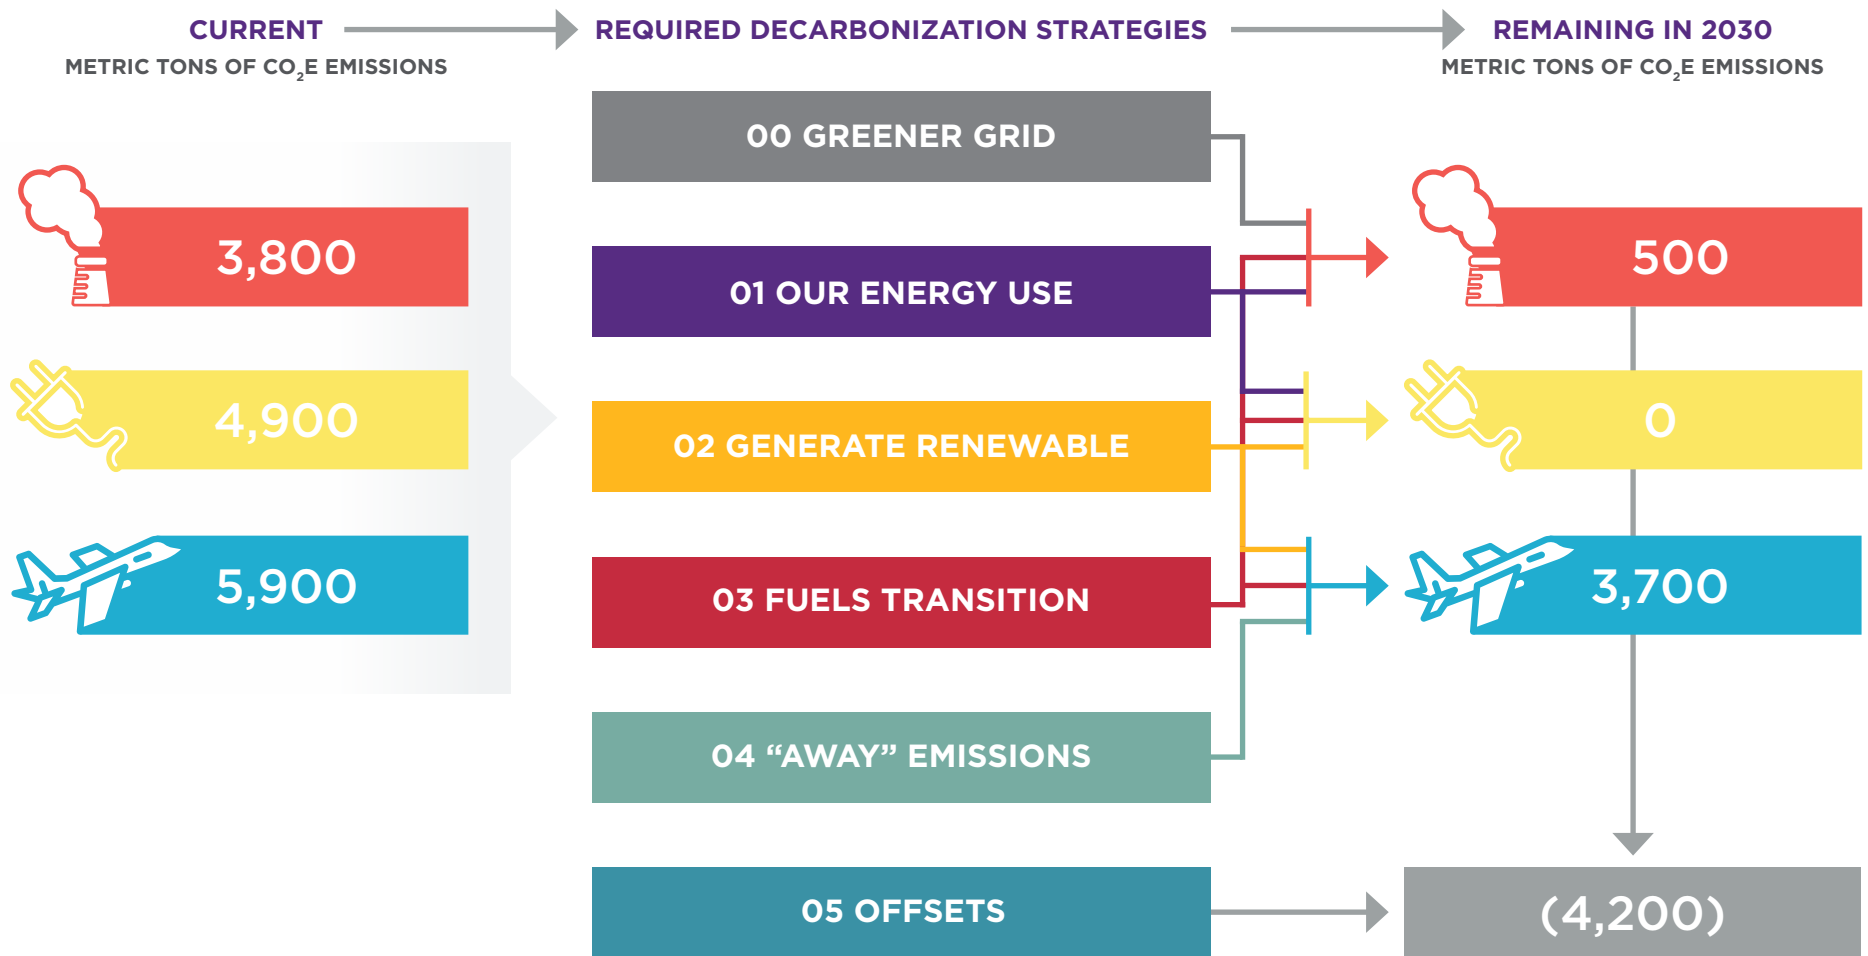 CURRENT
METRIC TONS OF CO₂E EMISSIONS
REQUIRED DECARBONIZATION STRATEGIES
REMAINING IN 2030
METRIC TONS OF CO₂E EMISSIONS
3,800
4,900
5,900
00 GREENER GRID
01 OUR ENERGY USE
02 GENERATE RENEWABLE
03 FUELS TRANSITION
04 “AWAY” EMISSIONS
05 OFFSETS
500
0
3,700
(4,200)